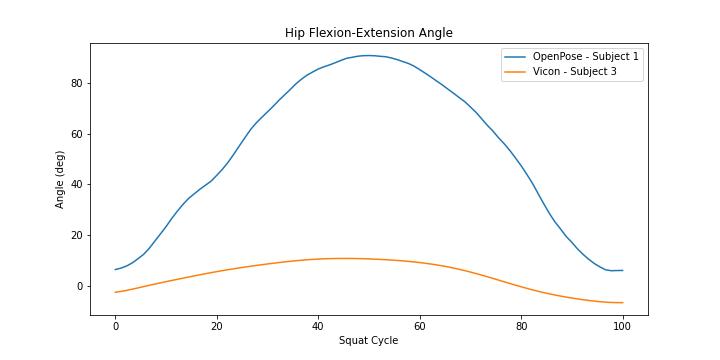 Hip Flexion-Extension Angle
OpenPose - Subject 1
Vicon - Subject 3
Angle (deg)
80
60
40
20
0
0 20 40 60 80 100
Squat Cycle